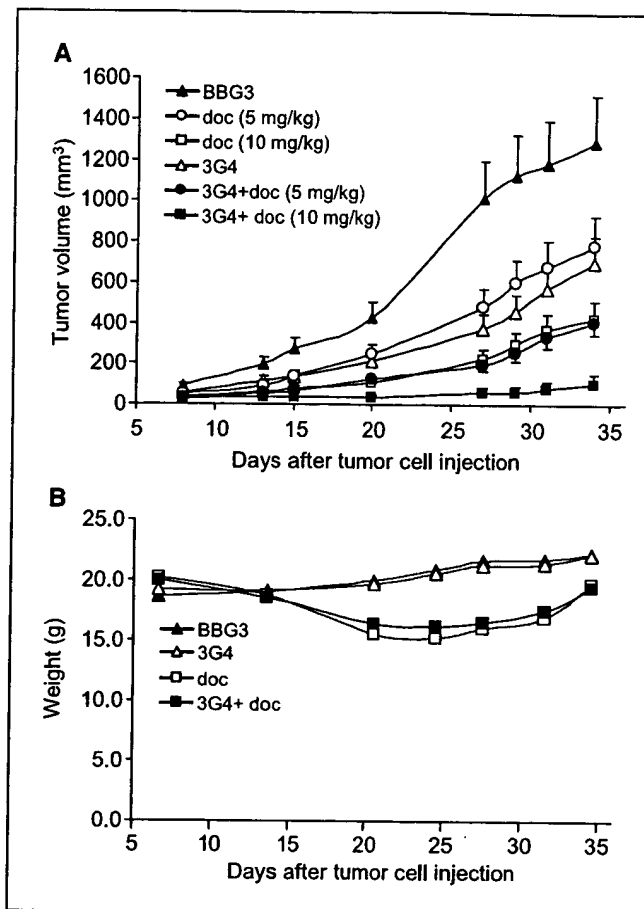 A
1600
1400
1200
1000
800
600
400
200
0
Tumor volume (mm³)
BBG3
doc (5 mg/kg)
doc (10 mg/kg)
3G4
3G4+doc (5 mg/kg)
3G4+ doc (10 mg/kg)
5 10 15 20 25 30 35
Days after tumor cell injection
B
25.0
20.0
15.0
10.0
5.0
0.0
Weight (g)
BBG3
3G4
doc
3G4+ doc
5 10 15 20 25 30 35
Days after tumor cell injection